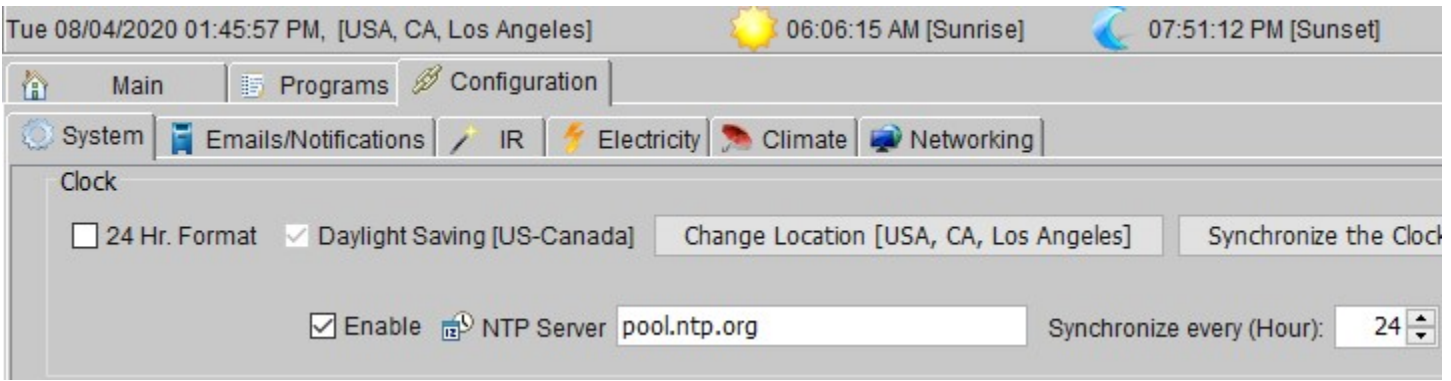 Tue 08/04/2020 01:45:57 PM, [USA, CA, Los Angeles] 06:06:15 AM [Sunrise] 07:51:12 PM [Sunset]
Main Programs Configuration
System Emails/Notifications IR Electricity Climate Networking
Clock
24 Hr. Format Daylight Saving [US-Canada] Change Location [USA, CA, Los Angeles] Synchronize the Clock
Enable NTP Server pool.ntp.org Synchronize every (Hour): 24